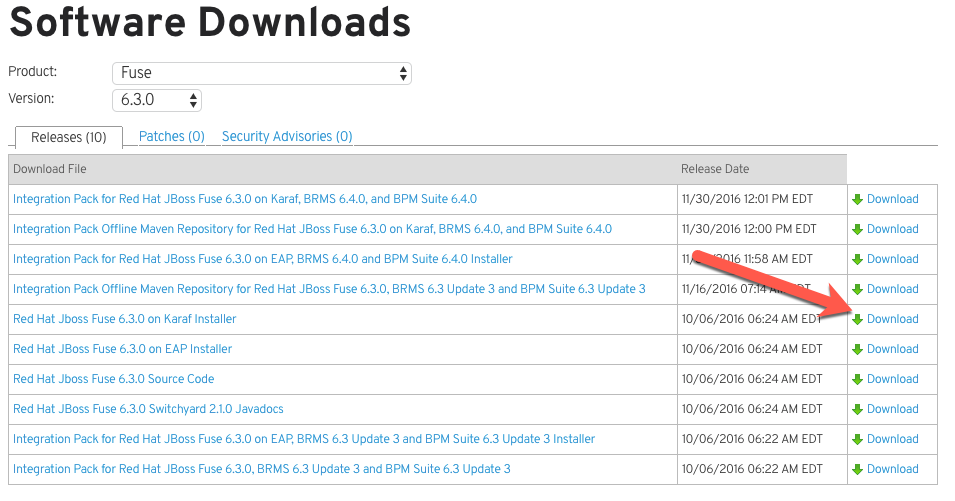 Software Downloads
Product: Fuse
Version: 6.3.0
Releases (10) Patches (0) Security Advisories (0)
Download File Release Date
Integration Pack for Red Hat JBoss Fuse 6.3.0 on Karaf, BRMS 6.4.0, and BPM Suite 6.4.0 11/30/2016 12:01 PM EDT Download
Integration Pack Offline Maven Repository for Red Hat JBoss Fuse 6.3.0 on Karaf, BRMS 6.4.0, and BPM Suite 6.4.0 11/30/2016 12:00 PM EDT Download
Integration Pack for Red Hat JBoss Fuse 6.3.0 on EAP, BRMS 6.4.0 and BPM Suite 6.4.0 Installer 11:58 AM EDT Download
Integration Pack Offline Maven Repository for Red Hat JBoss Fuse 6.3.0, BRMS 6.3 Update 3 and BPM Suite 6.3 Update 3 11/16/2016 07:14 AM EDT Download
Red Hat Jboss Fuse 6.3.0 on Karaf Installer 10/06/2016 06:24 AM EDT Download
Red Hat JBoss Fuse 6.3.0 on EAP Installer 10/06/2016 06:24 AM EDT Download
Red Hat JBoss Fuse 6.3.0 Source Code 10/06/2016 06:24 AM EDT Download
Red Hat JBoss Fuse 6.3.0 Switchyard 2.1.0 Javadocs 10/06/2016 06:24 AM EDT Download
Integration Pack for Red Hat JBoss Fuse 6.3.0 on EAP, BRMS 6.3 Update 3 and BPM Suite 6.3 Update 3 Installer 10/06/2016 06:22 AM EDT Download
Integration Pack for Red Hat JBoss Fuse 6.3.0, BRMS 6.3 Update 3 and BPM Suite 6.3 Update 3 10/06/2016 06:22 AM EDT Download